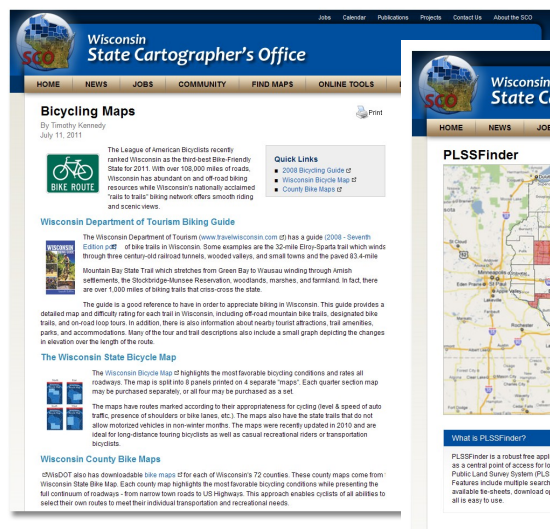 Jobs Calendar Publications Projects Contact Us About the SCO
SCO
Wisconsin
State Cartographer's Office
HOME NEWS JOBS COMMUNITY FIND MAPS ONLINE TOOLS
Bicycling Maps
Print
By Timothy Kennedy
July 11, 2011
BIKE ROUTE
The League of American Bicyclists recently
ranked Wisconsin as the third-best Bike-Friendly
State for 2011. With over 108,000 miles of roads,
Wisconsin has abundant on and off-road biking
resources while Wisconsin's nationally acclaimed
"rails to trails" biking network offers smooth riding
and scenic views.
Quick Links
2008 Bicycling Guide
Wisconsin Bicycle Map
County Bike Maps
Wisconsin Department of Tourism Biking Guide
WISCONSIN
The Wisconsin Department of Tourism (www.travelwisconsin.com) has a guide (2008 - Seventh
Edition pdf) of bike trails in Wisconsin. Some examples are the 32-mile Elroy-Sparta trail which winds
through three century-old railroad tunnels, wooded valleys, and small towns and the paved 83.4-mile
Mountain Bay State Trail which stretches from Green Bay to Wausau winding through Amish
settlements, the Stockbridge-Munsee Reservation, woodlands, marshes, and farmland. In fact, there
are over 1,000 miles of biking trails that criss-cross the state.
The guide is a good reference to have in order to appreciate biking in Wisconsin. This guide provides a
detailed map and difficulty rating for each trail in Wisconsin, including off-road mountain bike trails, designated bike
trails, and on-road loop tours. In addition, there is also information about nearby tourist attractions, trail amenities,
parks, and accommodations. Many of the tour and trail descriptions also include a small graph depicting the changes
in elevation over the length of the route.
The Wisconsin State Bicycle Map
The Wisconsin Bicycle Map highlights the most favorable bicycling conditions and rates all
roadways. The map is split into 8 panels printed on 4 separate "maps". Each quarter section map
may be purchased separately, or all four may be purchased as a set.
The maps have routes marked according to their appropriateness for cycling (level & speed of auto
traffic, presence of shoulders or bike lanes, etc.). The maps also have the state trails that do not
allow motorized vehicles in non-winter months. The maps were recently updated in 2010 and are
ideal for long-distance touring bicyclists as well as casual recreational riders or transportation
bicyclists.
Wisconsin County Bike Maps
WisDOT also has downloadable bike maps for each of Wisconsin's 72 counties. These county maps come from
Wisconsin State Bike Map. Each county map highlights the most favorable bicycling conditions while presenting the
full continuum of roadways - from narrow town roads to US Highways. This approach enables cyclists of all abilities to
select their own routes to meet their individual transportation and recreational needs.
SCO
Wisconsin
State C
HOME NEWS JOB
PLSSFinder
St Cloud
Minneapolis
Eden Prairie St Paul
Apple Valley
Lakeville
Faribault
Rochester
Austin
Mason City
What is PLSSFinder?
PLSSFinder is a robust free appli
as a central point of access for lo
Public Land Survey System (PLS
Features include multiple search
available tie-sheets, download op
all is easy to use.